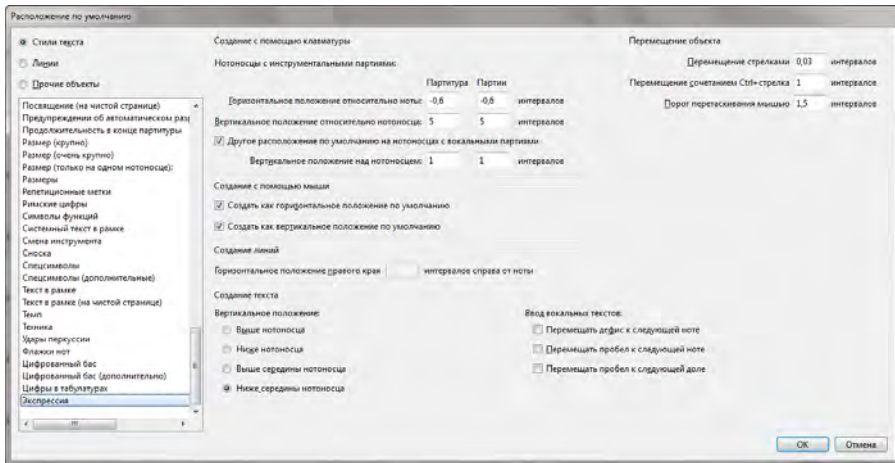 Расположение по умолчанию
Стили текста
Линии
Прочие объекты
Посвящение (на чистой странице)
Предупреждении об автоматическом раз
Продолжительность в конце партитуры
Размер (крупно)
Размер (очень крупно)
Размер (только на одном нотоносце):
Размеры
Репетиционные метки
Римские цифры
Символы функций
Системный текст в рамке
Смена инструмента
Сноска
Спецсимволы
Спецсимволы (дополнительные)
Текст в рамке
Текст в рамке (на чистой странице)
Темп
Техника
Удары перкуссии
Флажки нот
Цифрованный бас
Цифрованный бас (дополнительно)
Цифры в табулатурах
Экспрессия
Создание с помощью клавиатуры
Нотоносцы с инструментальными партиями:
Партитура Партии
Горизонтальное положение относительно ноты: -0,6 -0,6 интервалов
Вертикальное положение относительно нотоносца: 5 5 интервалов
Другое расположение по умолчанию на нотоносцах с вокальными партиями
Вертикальное положение над нотоносцем: 1 1 интервалов
Создание с помощью мыши
Создать как горизонтальное положение по умолчанию
Создать как вертикальное положение по умолчанию
Создание линий
Горизонтальное положение правого края интервалов справа от ноты
Создание текста
Вертикальное положение:
Выше нотоносца
Ниже нотоносца
Выше середины нотоносца
Ниже середины нотоносца
Ввод вокальных текстов:
Перемещать дефис к следующей ноте
Перемещать пробел к следующей ноте
Перемещать пробел к следующей доле
Перемещение объекта
Перемещение стрелками 0,03 интервалов
Перемещение сочетанием Ctrl+стрелка 1 интервалов
Порог перетаскивания мышью 1,5 интервалов
OK Отмена